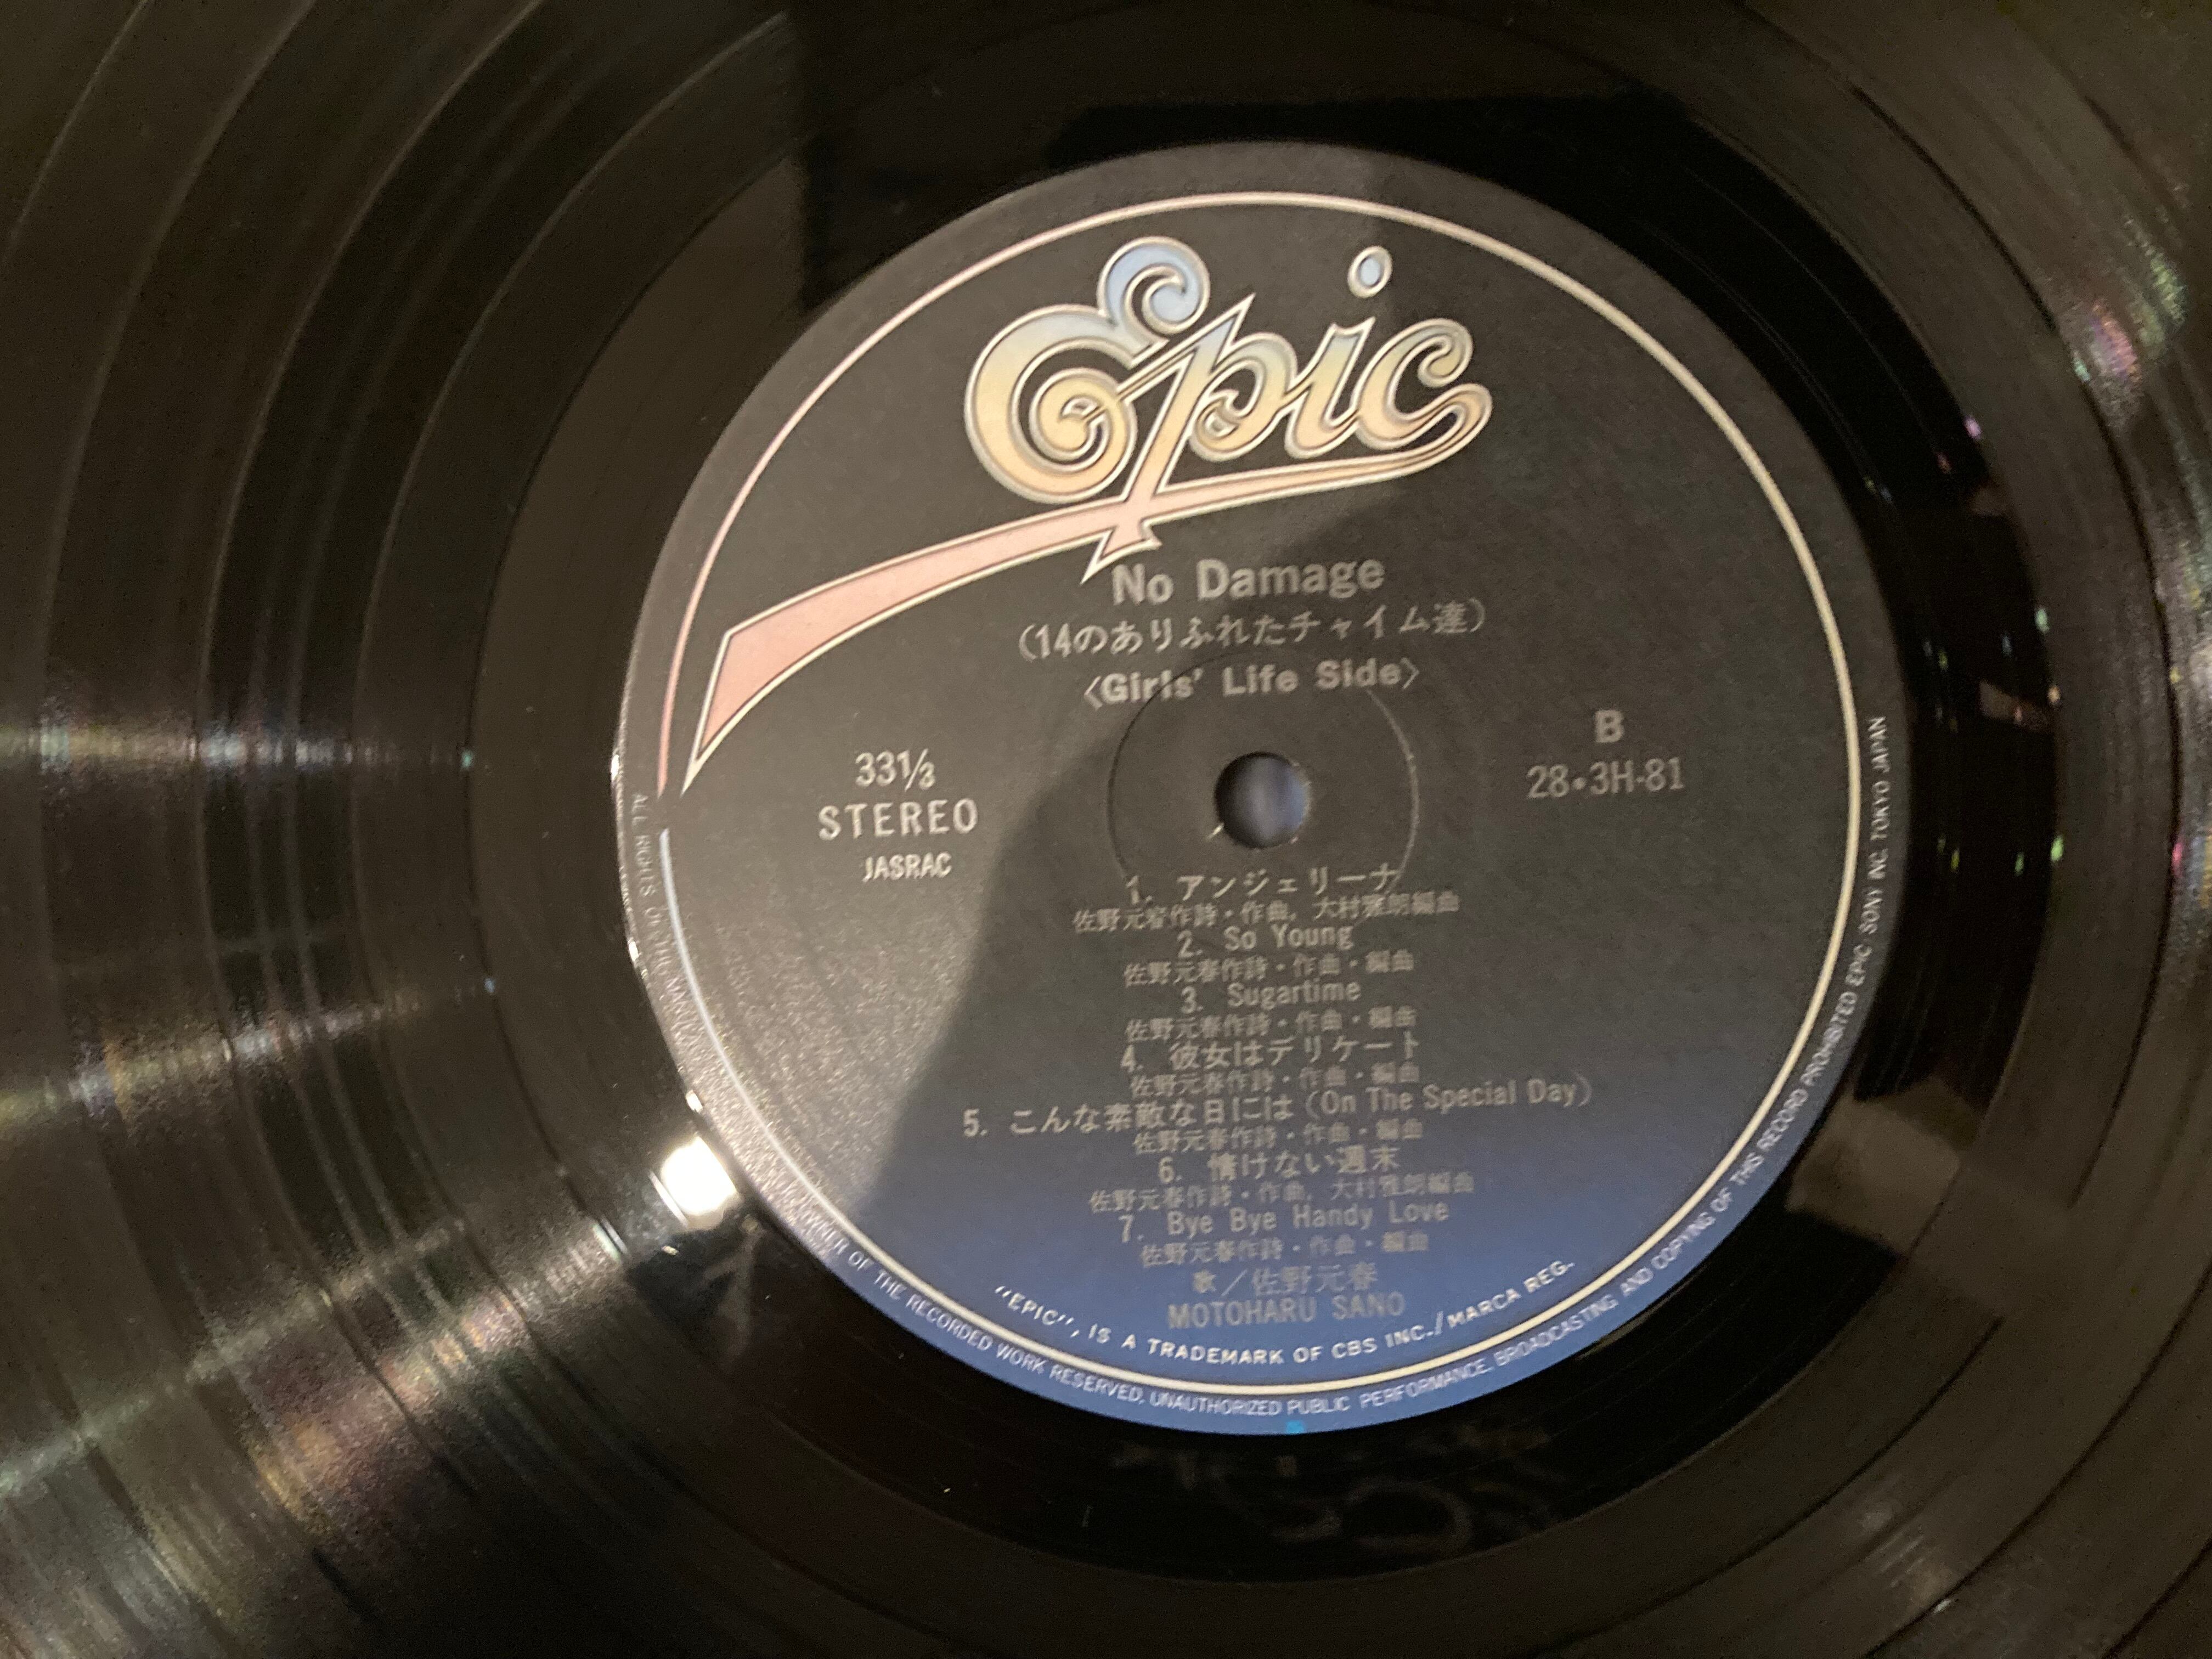 Epic
No Damage
(14のありふれたチャイム達)
〈Girls' Life Side〉
33⅓
STEREO
JASRAC
B
28・3H-81
1. アンジェリーナ
佐野元春作詩・作曲, 大村雅朗編曲
2. So Young
佐野元春作詩・作曲・編曲
3. Sugartime
佐野元春作詩・作曲・編曲
4. 彼女はデリケート
佐野元春作詩・作曲・編曲
5. こんな素敵な日には (On The Special Day)
佐野元春作詩・作曲・編曲
6. 情けない週末
佐野元春作詩・作曲, 大村雅朗編曲
7. Bye Bye Handy Love
佐野元春作詩・作曲・編曲
歌/佐野元春
MOTOHARU SANO
"EPIC", IS A TRADEMARK OF CBS INC./MARCA REG.
ALL RIGHTS OF THE MANUFACTURER AND OF THE OWNER OF THE RECORDED WORK RESERVED, UNAUTHORIZED PUBLIC PERFORMANCE, BROADCASTING AND COPYING OF THIS RECORD PROHIBITED EPIC SONY INC. TOKYO JAPAN